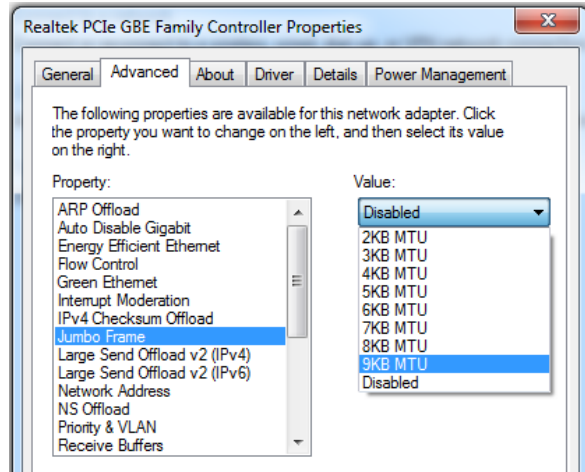 Realtek PCIe GBE Family Controller Properties
General Advanced About Driver Details Power Management
The following properties are available for this network adapter. Click
the property you want to change on the left, and then select its value
on the right.
Property:
ARP Offload
Auto Disable Gigabit
Energy Efficient Ethernet
Flow Control
Green Ethernet
Interrupt Moderation
IPv4 Checksum Offload
Jumbo Frame
Large Send Offload v2 (IPv4)
Large Send Offload v2 (IPv6)
Network Address
NS Offload
Priority & VLAN
Receive Buffers
Value:
Disabled
2KB MTU
3KB MTU
4KB MTU
5KB MTU
6KB MTU
7KB MTU
8KB MTU
9KB MTU
Disabled